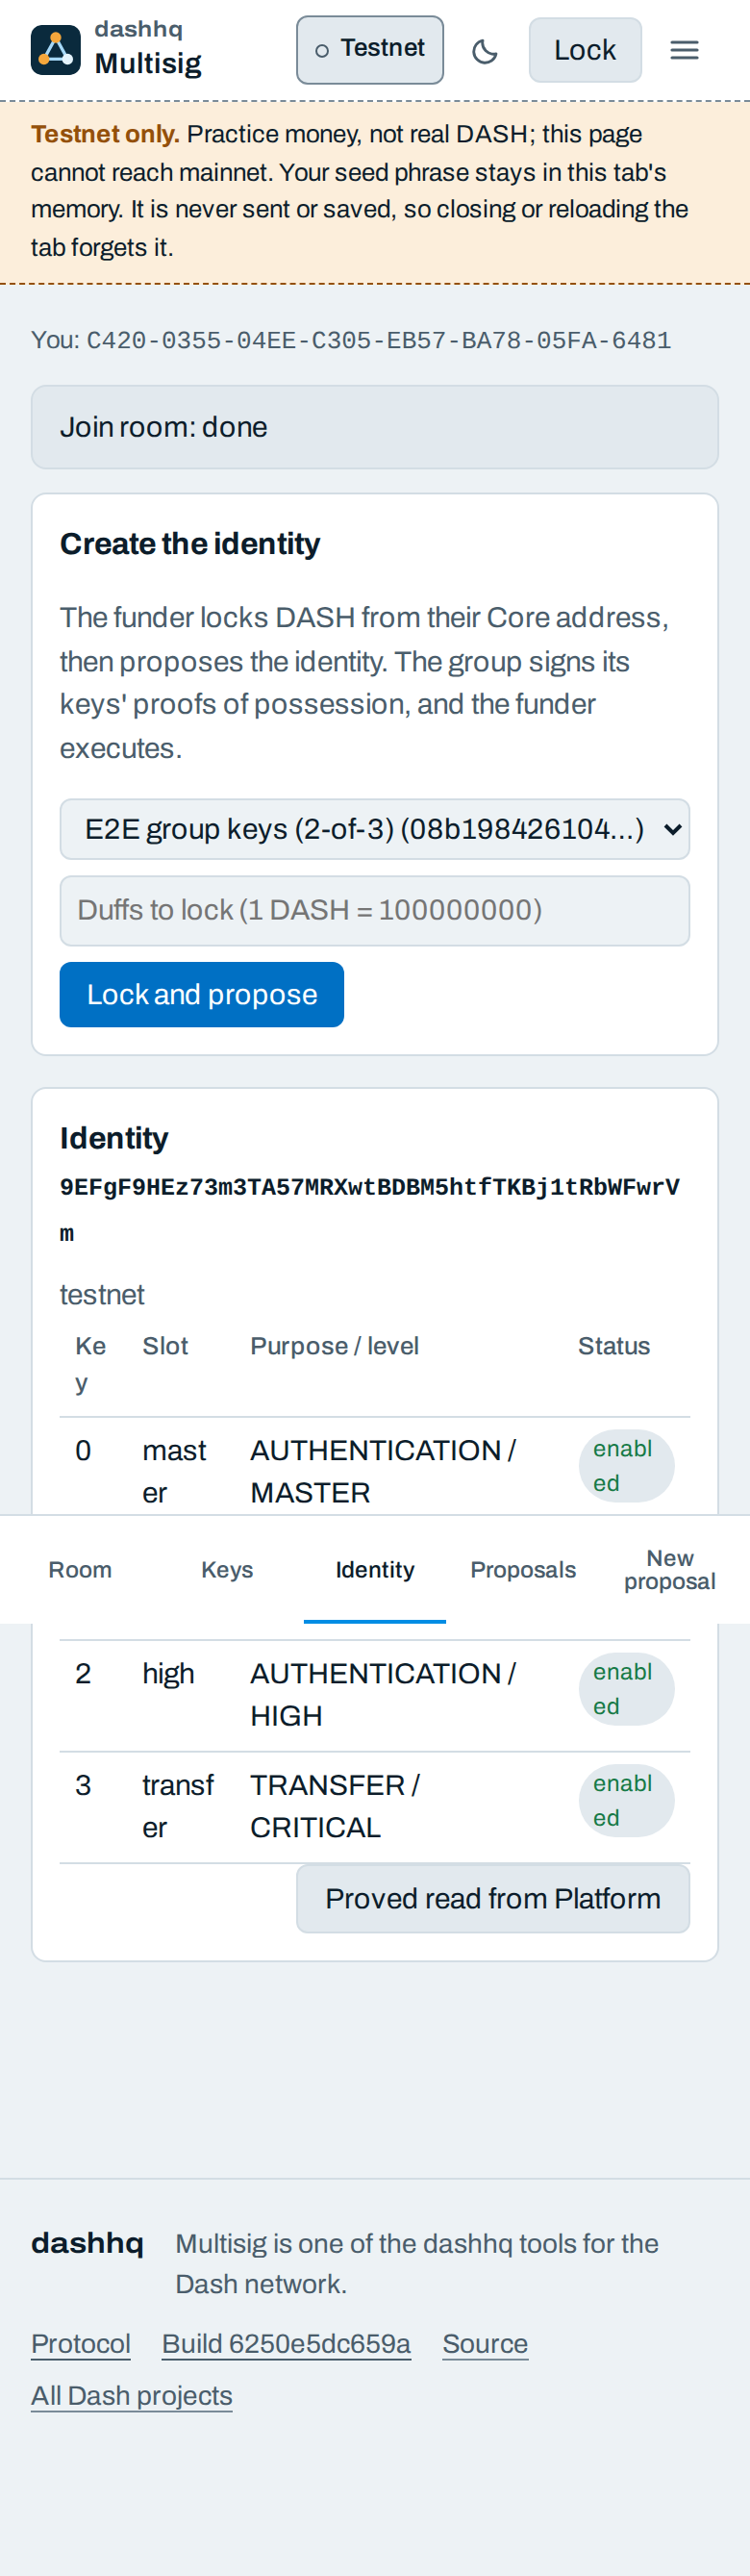 dashhq
Multisig
Testnet
Lock
Testnet only. Practice money, not real DASH; this page
cannot reach mainnet. Your seed phrase stays in this tab's
memory. It is never sent or saved, so closing or reloading the
tab forgets it.
You: C420-0355-04EE-C305-EB57-BA78-05FA-6481
Join room: done
Create the identity
The funder locks DASH from their Core address,
then proposes the identity. The group signs its
keys' proofs of possession, and the funder
executes.
E2E group keys (2-of-3) (08b198426104...)
Duffs to lock (1 DASH = 100000000)
Lock and propose
Identity
9EFgF9HEz73m3TA57MRXwtBDBM5htfTKBj1tRbWFwrV
m
testnet
Ke
y
Slot
Purpose / level
Status
0
mast
er
AUTHENTICATION /
MASTER
enabl
ed
Room
Keys
Identity
Proposals
New
proposal
2
high
AUTHENTICATION /
HIGH
enabl
ed
3
transf
er
TRANSFER /
CRITICAL
enabl
ed
Proved read from Platform
dashhq
Multisig is one of the dashhq tools for the
Dash network.
Protocol
Build 6250e5dc659a
Source
All Dash projects